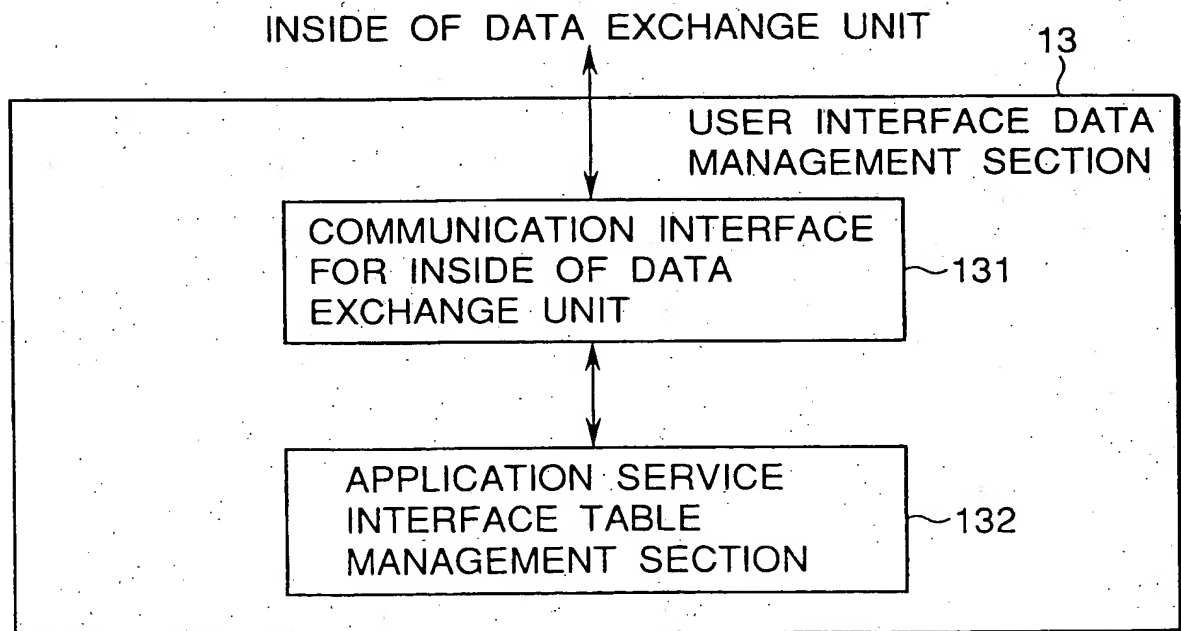 INSIDE OF DATA EXCHANGE UNIT
13
USER INTERFACE DATA
MANAGEMENT SECTION
COMMUNICATION INTERFACE
FOR INSIDE OF DATA
EXCHANGE UNIT
131
APPLICATION SERVICE
INTERFACE TABLE
MANAGEMENT SECTION
132